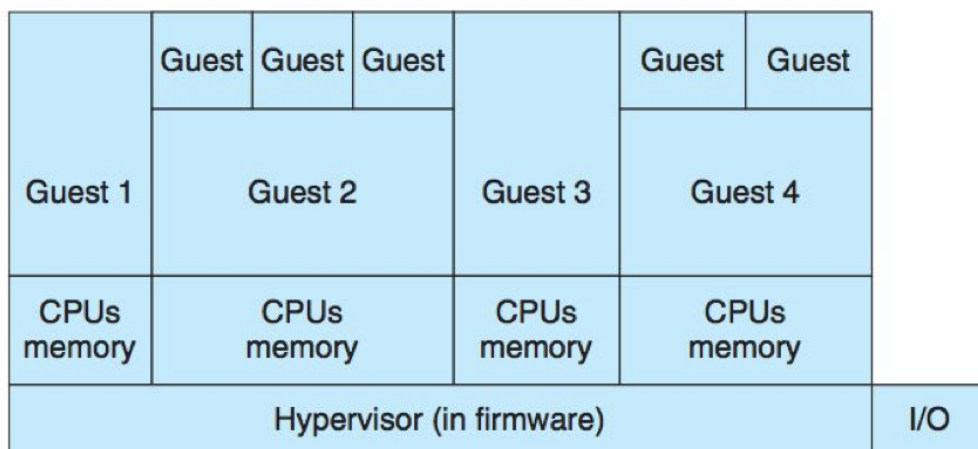 Guest Guest Guest Guest Guest
Guest 1 Guest 2 Guest 3 Guest 4
CPUs CPUs CPUs CPUs
memory memory memory memory
Hypervisor (in firmware) I/O